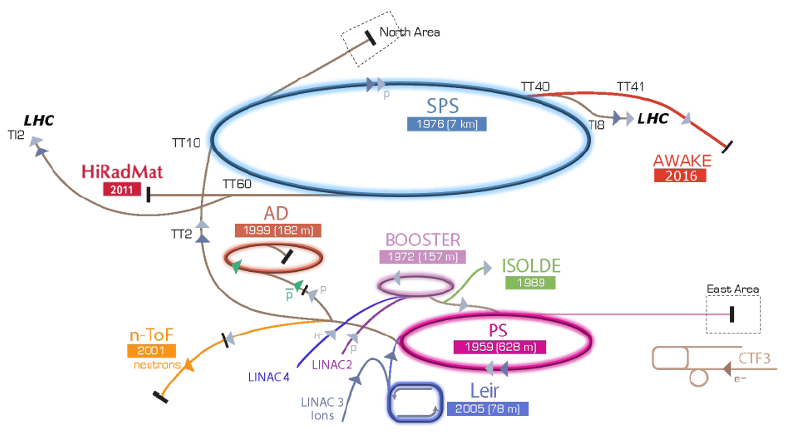 North Area
TT40
TT41
SPS
1976 (7 km)
p
LHC
TI2
TI8
LHC
TT10
AWAKE
2016
HiRadMat
2011
TT60
AD
1999 (182 m)
TT2
BOOSTER
1972 (157 m)
ISOLDE
1989
p
p
East Area
n-ToF
2001
neutrons
H-
p
PS
1959 (628 m)
LINAC 4
LINAC2
CTF3
e-
LINAC 3
Ions
Leir
2005 (78 m)